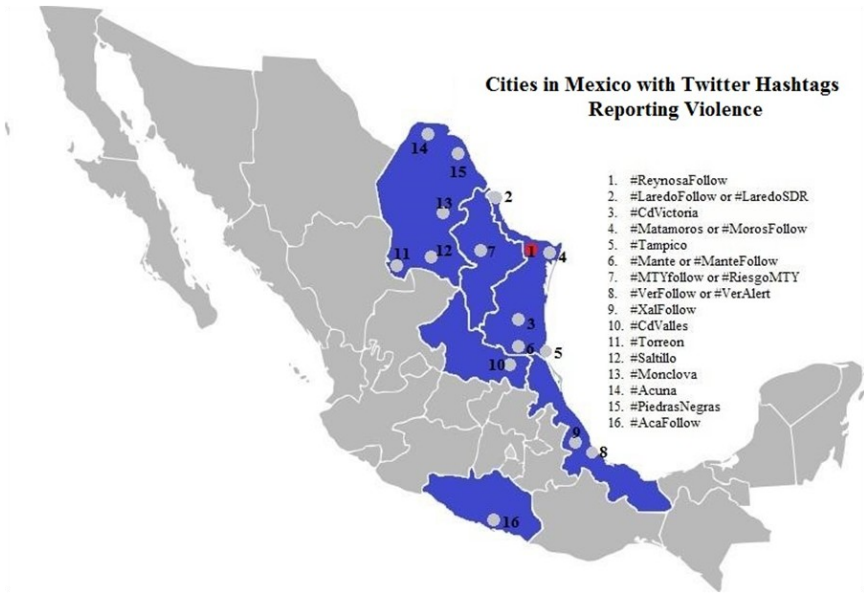 Cities in Mexico with Twitter Hashtags
Reporting Violence
1. #ReynosaFollow
2. #LaredoFollow or #LaredoSDR
3. #CdVictoria
4. #Matamoros or #MorosFollow
5. #Tampico
6. #Mante or #ManteFollow
7. #MTYfollow or #RiesgoMTY
8. #VerFollow or #VerAlert
9. #XalFollow
10. #CdValles
11. #Torreon
12. #Saltillo
13. #Monclova
14. #Acuna
15. #PiedrasNegras
16. #AcaFollow
14
15
2
13
1
4
7
12
11
3
6
5
10
9
8
16